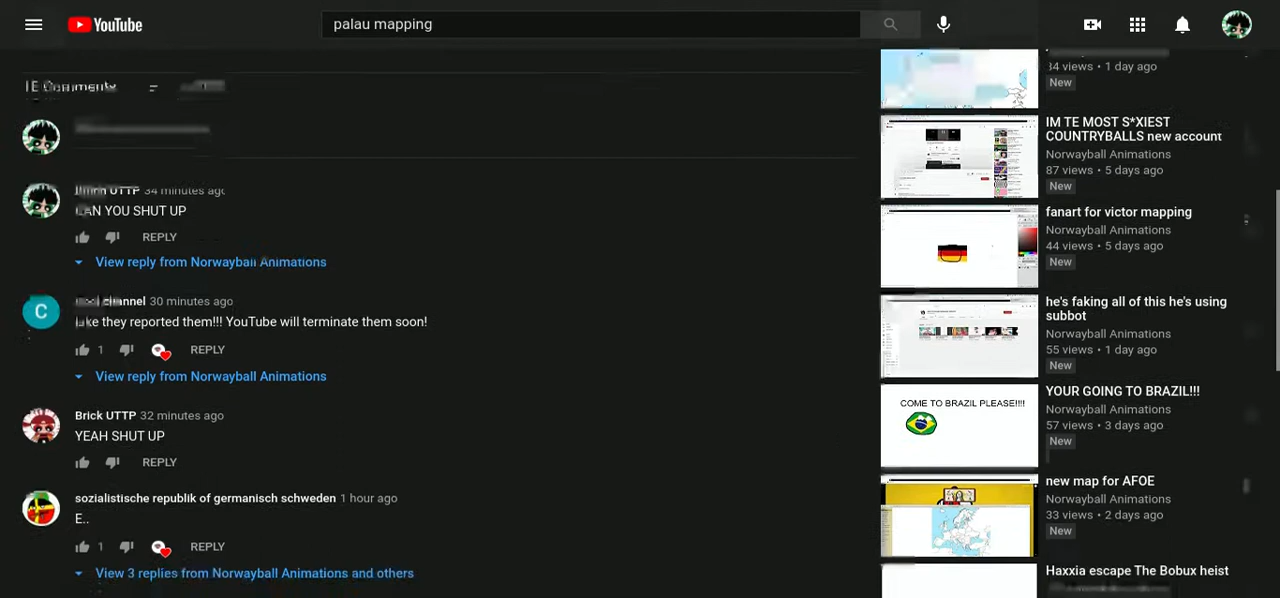 YouTube
palau mapping
Comments
UTTP 34 minutes ago
CAN YOU SHUT UP
REPLY
View reply from Norwayball Animations
channel 30 minutes ago
Like they reported them!!! YouTube will terminate them soon!
1 REPLY
View reply from Norwayball Animations
Brick UTTP 32 minutes ago
YEAH SHUT UP
REPLY
sozialistische republik of germanisch schweden 1 hour ago
E..
1 REPLY
View 3 replies from Norwayball Animations and others
C
34 views • 1 day ago
New
IM TE MOST S*XIEST
COUNTRYBALLS new account
Norwayball Animations
87 views • 5 days ago
New
fanart for victor mapping
Norwayball Animations
44 views • 5 days ago
New
he's faking all of this he's using
subbot
Norwayball Animations
55 views • 1 day ago
New
COME TO BRAZIL PLEASE!!!!
YOUR GOING TO BRAZIL!!!
Norwayball Animations
57 views • 3 days ago
New
new map for AFOE
Norwayball Animations
33 views • 2 days ago
New
Haxxia escape The Bobux heist